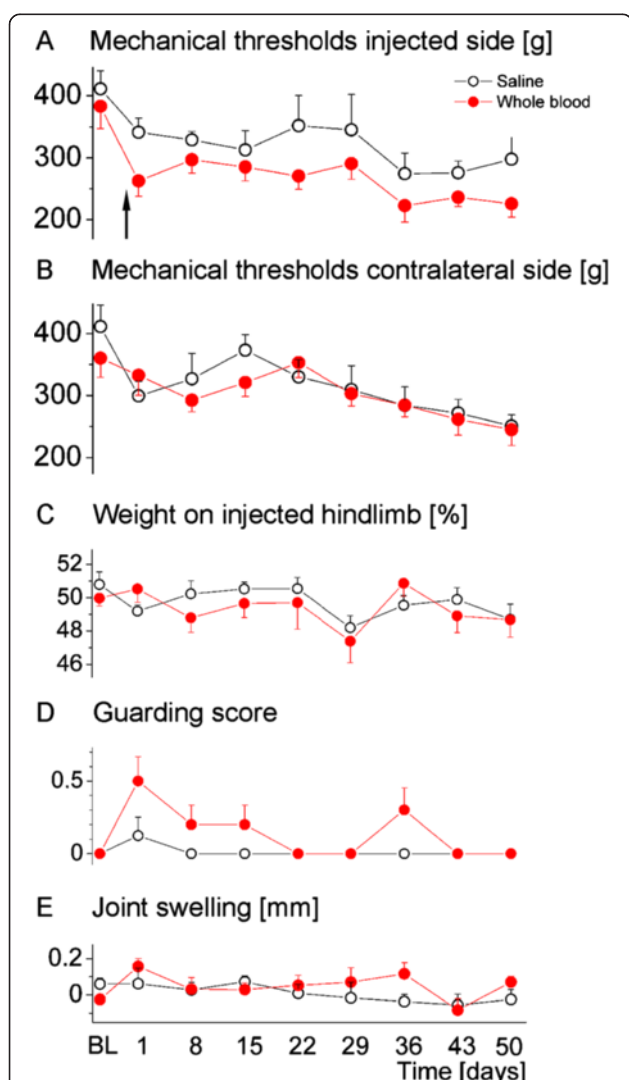 A Mechanical thresholds injected side [g]
Saline
Whole blood
400
300
200
B Mechanical thresholds contralateral side [g]
400
300
200
C Weight on injected hindlimb [%]
52
50
48
46
D Guarding score
0.5
0
E Joint swelling [mm]
0.2
0
BL 1 8 15 22 29 36 43 50
Time [days]